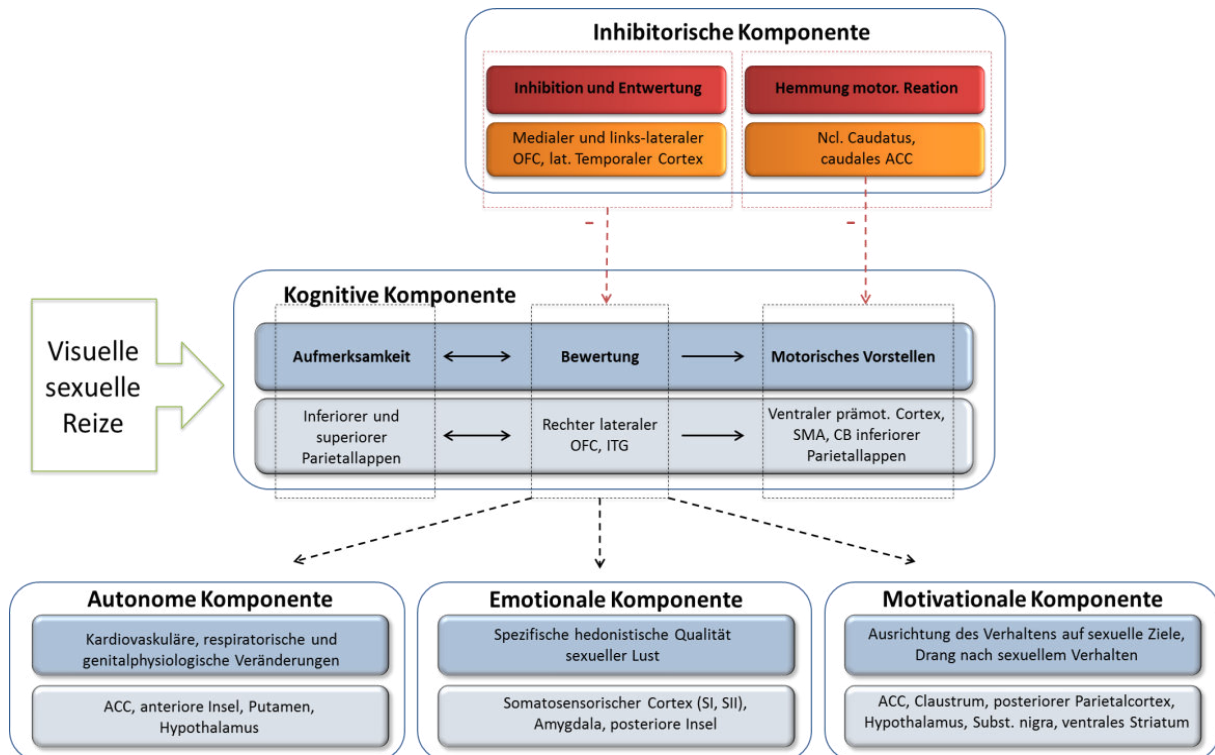 Inhibitorische Komponente
Inhibition und Entwertung
Medialer und links-lateraler
OFC, lat. Temporaler Cortex
Hemmung motor. Reation
Ncl. Caudatus,
caudales ACC
-
-
Visuelle
sexuelle
Reize
Kognitive Komponente
Aufmerksamkeit
Bewertung
Motorisches Vorstellen
Inferiorer und
superiorer
Parietallappen
Rechter lateraler
OFC, ITG
Ventraler prämot. Cortex,
SMA, CB inferiorer
Parietallappen
Autonome Komponente
Kardiovaskuläre, respiratorische und
genitalphysiologische Veränderungen
ACC, anteriore Insel, Putamen,
Hypothalamus
Emotionale Komponente
Spezifische hedonistische Qualität
sexueller Lust
Somatosensorischer Cortex (SI, SII),
Amygdala, posteriore Insel
Motivationale Komponente
Ausrichtung des Verhaltens auf sexuelle Ziele,
Drang nach sexuellem Verhalten
ACC, Claustrum, posteriorer Parietalcortex,
Hypothalamus, Subst. nigra, ventrales Striatum